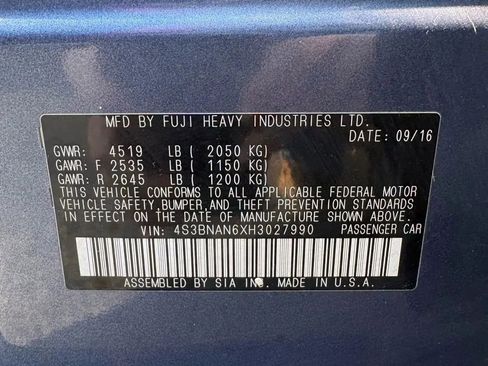 MFD BY FUJI HEAVY INDUSTRIES LTD.
DATE: 09/16
GVWR: 4519 LB ( 2050 KG)
GAWR: F 2535 LB ( 1150 KG)
GAWR: R 2645 LB ( 1200 KG)
THIS VEHICLE CONFORMS TO ALL APPLICABLE FEDERAL MOTOR
VEHICLE SAFETY, BUMPER, AND THEFT PREVENTION STANDARDS
IN EFFECT ON THE DATE OF MANUFACTURE SHOWN ABOVE.
VIN: 4S3BNAN6XH3027990 PASSENGER CAR
ASSEMBLED BY SIA INC. MADE IN U.S.A.